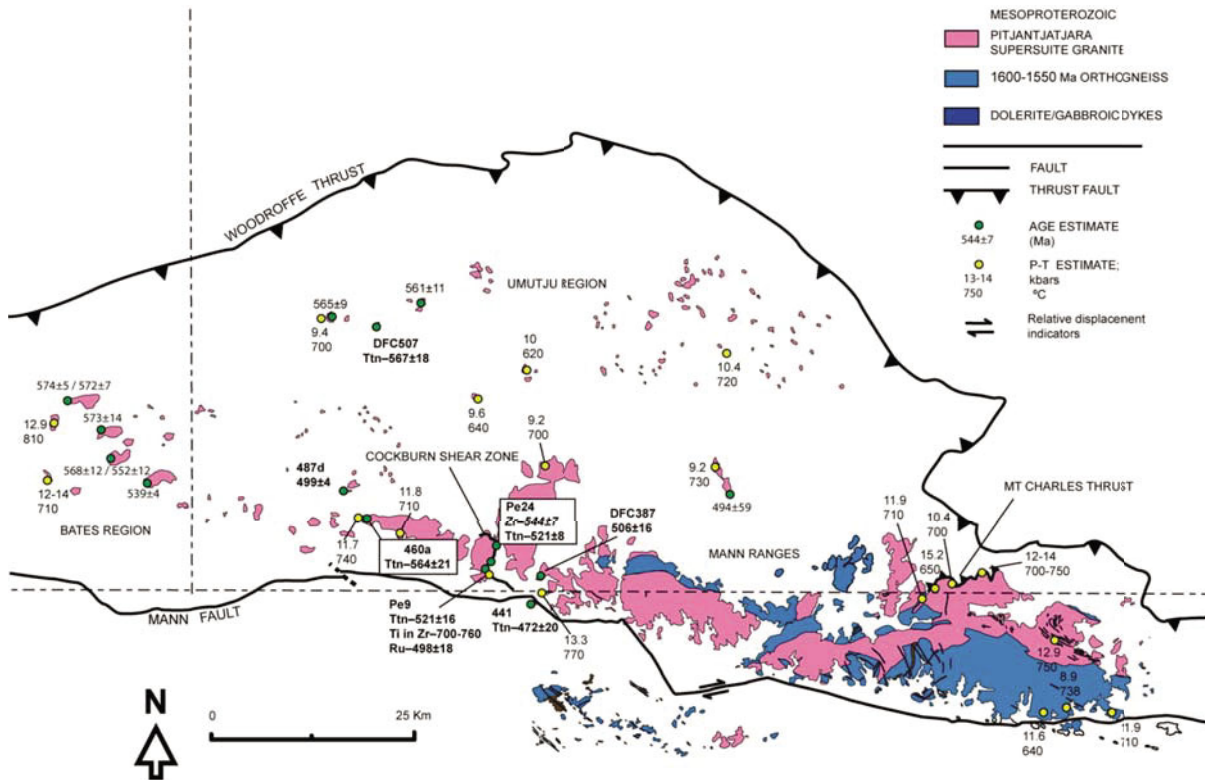 MESOPROTEROZOIC
PITJANTJATJARA
SUPERSUITE GRANITE
1600-1550 Ma ORTHOGNEISS
DOLERITE/GABBROIC DYKES
FAULT
THRUST FAULT
AGE ESTIMATE
544±7
(Ma)
P-T ESTIMATE;
13-14
kbars
750
ºC
Relative displacement
indicators
WOODROFFE THRUST
UMUTJU REGION
561±11
565±9
9.4
700
DFC507
Ttn–567±18
10
620
10.4
720
574±5 / 572±7
9.6
640
12.9
810
573±14
9.2
700
COCKBURN SHEAR ZONE
568±12 / 552±12
487d
499±4
9.2
730
MT CHARLES THRUST
12-14
710
539±4
11.8
710
Pe24
Zr–544±7
Ttn–521±8
DFC387
506±16
494±59
11.9
710
10.4
700
BATES REGION
11.7
740
460a
Ttn–564±21
MANN RANGES
15.2
650
12-14
700-750
MANN FAULT
Pe9
Ttn–521±16
Ti in Zr–700-760
Ru–498±18
441
Ttn–472±20
13.3
770
12.9
750
8.9
738
11.6
640
1.9
710
N
0
25 Km